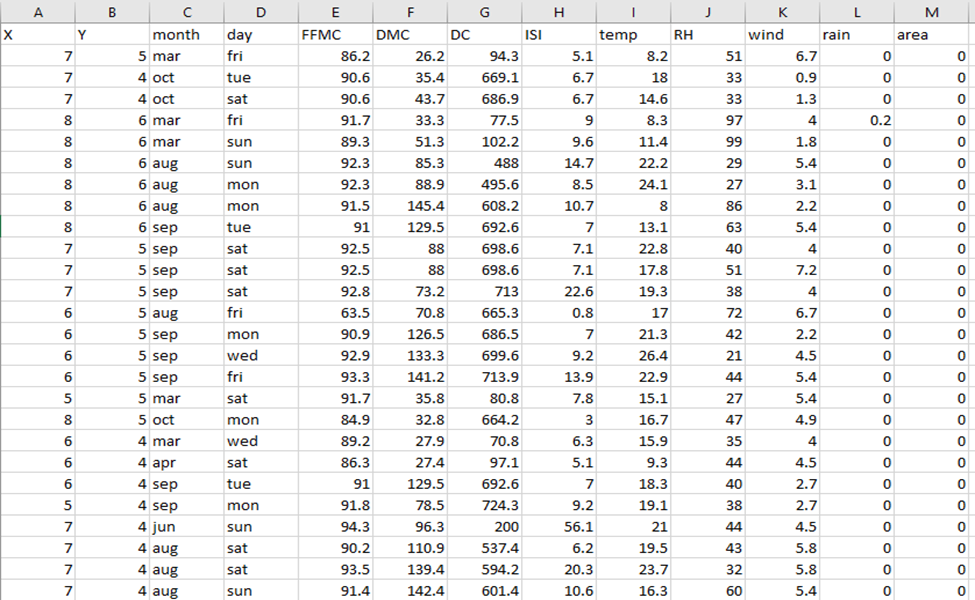 A B C D E F G H I J K L M
X Y month day FFMC DMC DC ISI temp RH wind rain area
7 5 mar fri 86.2 26.2 94.3 5.1 8.2 51 6.7 0 0
7 4 oct tue 90.6 35.4 669.1 6.7 18 33 0.9 0 0
7 4 oct sat 90.6 43.7 686.9 6.7 14.6 33 1.3 0 0
8 6 mar fri 91.7 33.3 77.5 9 8.3 97 4 0.2 0
8 6 mar sun 89.3 51.3 102.2 9.6 11.4 99 1.8 0 0
8 6 aug sun 92.3 85.3 488 14.7 22.2 29 5.4 0 0
8 6 aug mon 92.3 88.9 495.6 8.5 24.1 27 3.1 0 0
8 6 aug mon 91.5 145.4 608.2 10.7 8 86 2.2 0 0
8 6 sep tue 91 129.5 692.6 7 13.1 63 5.4 0 0
7 5 sep sat 92.5 88 698.6 7.1 22.8 40 4 0 0
7 5 sep sat 92.5 88 698.6 7.1 17.8 51 7.2 0 0
7 5 sep sat 92.8 73.2 713 22.6 19.3 38 4 0 0
6 5 aug fri 63.5 70.8 665.3 0.8 17 72 6.7 0 0
6 5 sep mon 90.9 126.5 686.5 7 21.3 42 2.2 0 0
6 5 sep wed 92.9 133.3 699.6 9.2 26.4 21 4.5 0 0
6 5 sep fri 93.3 141.2 713.9 13.9 22.9 44 5.4 0 0
5 5 mar sat 91.7 35.8 80.8 7.8 15.1 27 5.4 0 0
8 5 oct mon 84.9 32.8 664.2 3 16.7 47 4.9 0 0
6 4 mar wed 89.2 27.9 70.8 6.3 15.9 35 4 0 0
6 4 apr sat 86.3 27.4 97.1 5.1 9.3 44 4.5 0 0
6 4 sep tue 91 129.5 692.6 7 18.3 40 2.7 0 0
5 4 sep mon 91.8 78.5 724.3 9.2 19.1 38 2.7 0 0
7 4 jun sun 94.3 96.3 200 56.1 21 44 4.5 0 0
7 4 aug sat 90.2 110.9 537.4 6.2 19.5 43 5.8 0 0
7 4 aug sat 93.5 139.4 594.2 20.3 23.7 32 5.8 0 0
7 4 aug sun 91.4 142.4 601.4 10.6 16.3 60 5.4 0 0